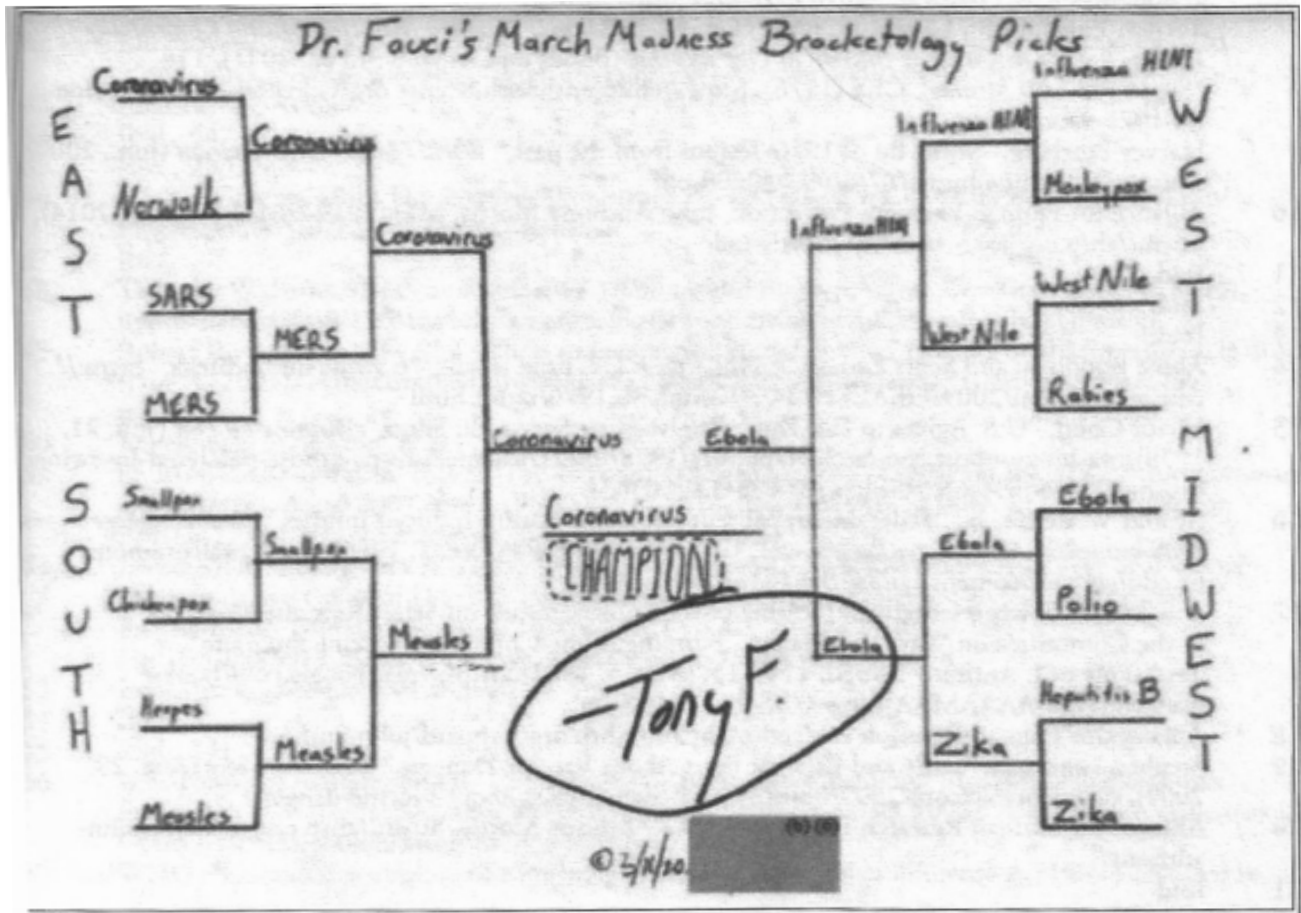 Dr. Fauci's March Madness Bracketology Picks
EAST
Coronavirus
Coronavirus
Norwalk
Coronavirus
SARS
MERS
MERS
Coronavirus
SOUTH
Smallpox
Smallpox
Chickenpox
Measles
Herpes
Measles
Measles
WEST
Influenza H1N1
Influenza H1N1
Monkeypox
Influenza H1N1
West Nile
West Nile
Rabies
Ebola
MIDWEST
Ebola
Ebola
Polio
Ebola
Hepatitis B
Zika
Zika
Coronavirus
CHAMPION
-Tony F.
©
(b)(6)